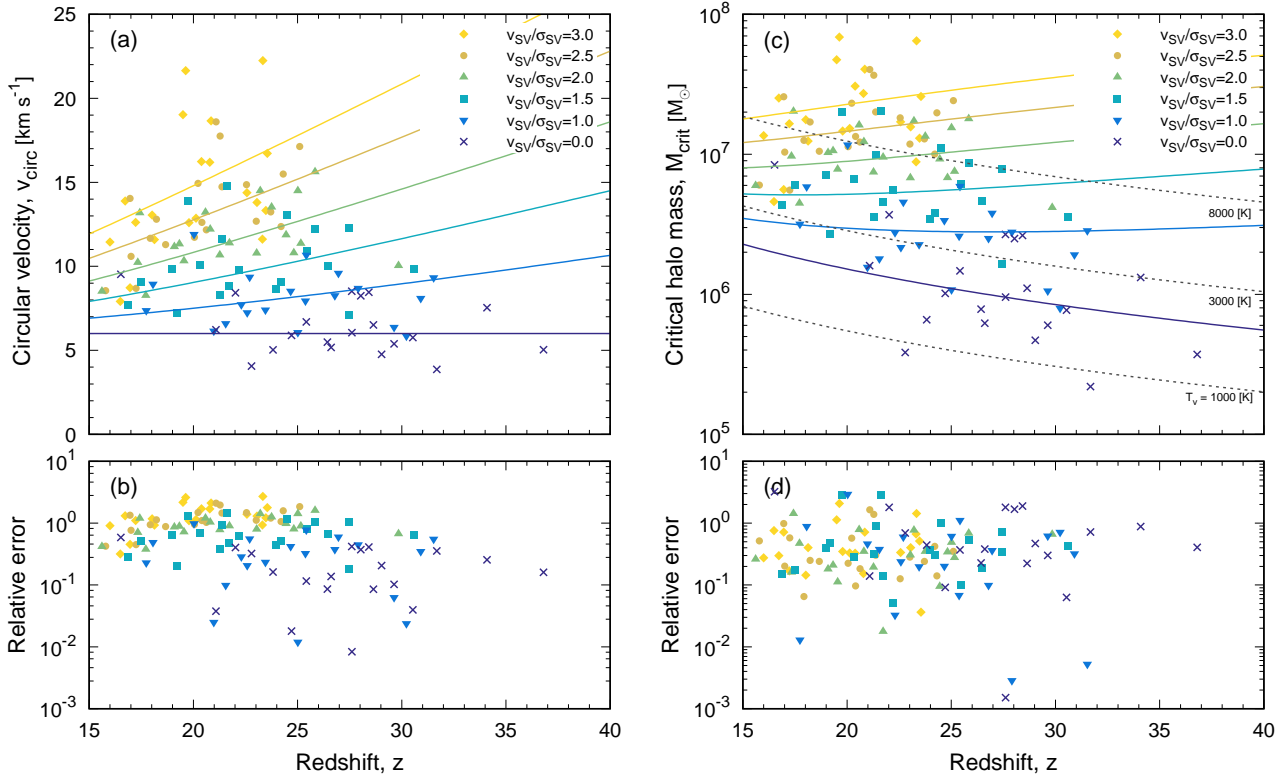 (a)
v_SV/σ_SV=3.0
v_SV/σ_SV=2.5
v_SV/σ_SV=2.0
v_SV/σ_SV=1.5
v_SV/σ_SV=1.0
v_SV/σ_SV=0.0
Circular velocity, v_circ [km s^-1]
25
20
15
10
5
0
(b)
Relative error
10^1
10^0
10^-1
10^-2
10^-3
15 20 25 30 35 40
Redshift, z
(c)
v_SV/σ_SV=3.0
v_SV/σ_SV=2.5
v_SV/σ_SV=2.0
v_SV/σ_SV=1.5
v_SV/σ_SV=1.0
v_SV/σ_SV=0.0
Critical halo mass, M_crit [M_☉]
10^8
10^7
10^6
10^5
8000 [K]
3000 [K]
T_v = 1000 [K]
(d)
Relative error
10^1
10^0
10^-1
10^-2
10^-3
15 20 25 30 35 40
Redshift, z